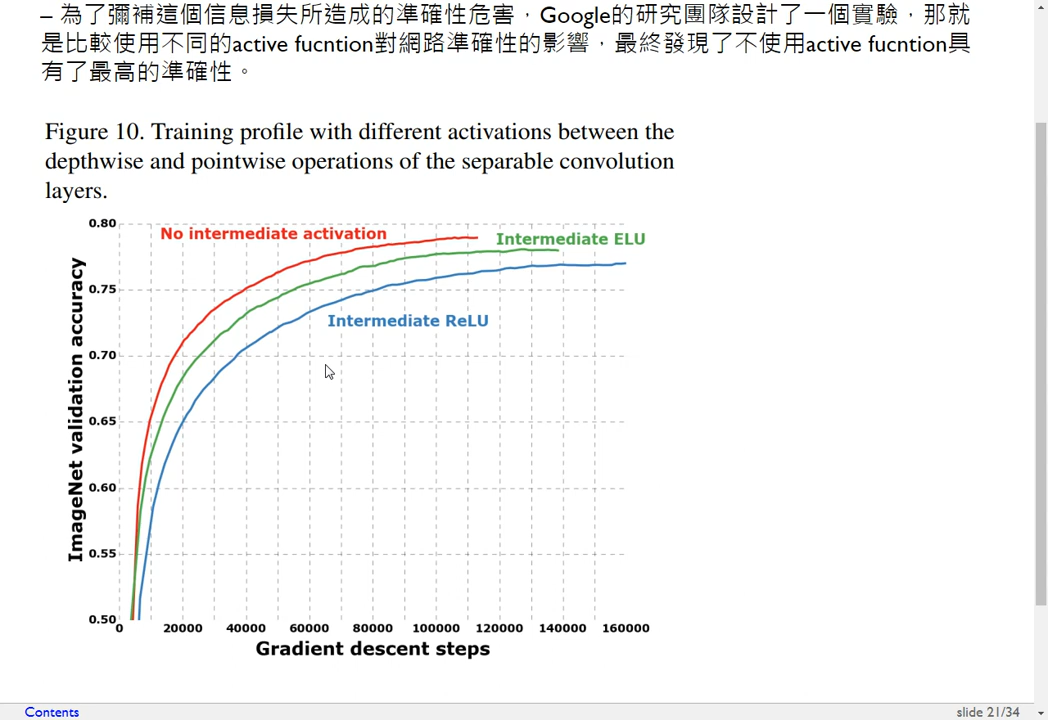 – 為了彌補這個信息損失所造成的準確性危害，Google的研究團隊設計了一個實驗，那就
是比較使用不同的active fucntion對網路準確性的影響，最終發現了不使用active fucntion具
有了最高的準確性。
Figure 10. Training profile with different activations between the
depthwise and pointwise operations of the separable convolution
layers.
0.80
No intermediate activation
Intermediate ELU
0.75
Intermediate ReLU
0.70
0.65
0.60
0.55
0.50
ImageNet validation accuracy
0 20000 40000 60000 80000 100000 120000 140000 160000
Gradient descent steps
Contents
slide 21/34